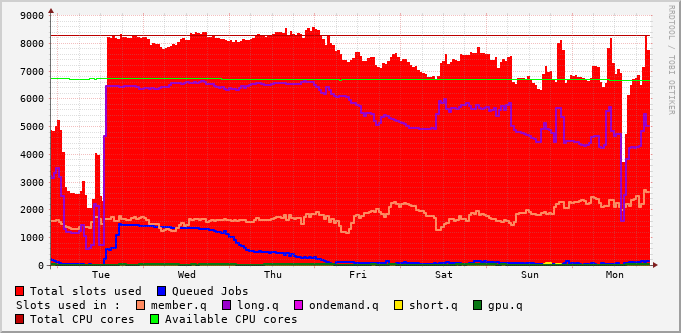 9000
8000
7000
6000
5000
4000
3000
2000
1000
0
Tue Wed Thu Fri Sat Sun Mon
RRDTOOL / TOBI OETIKER
Total slots used Queued Jobs
Slots used in : member.q long.q ondemand.q short.q gpu.q
Total CPU cores Available CPU cores